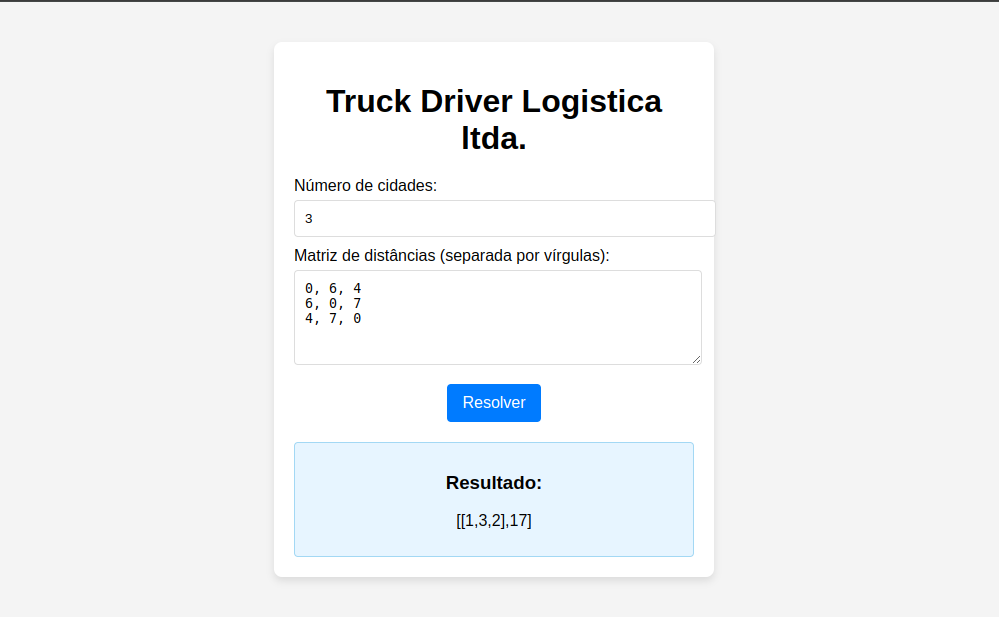 Truck Driver Logistica
ltda.
Número de cidades:
3
Matriz de distâncias (separada por vírgulas):
0, 6, 4
6, 0, 7
4, 7, 0
Resolver
Resultado:
[[1,3,2],17]